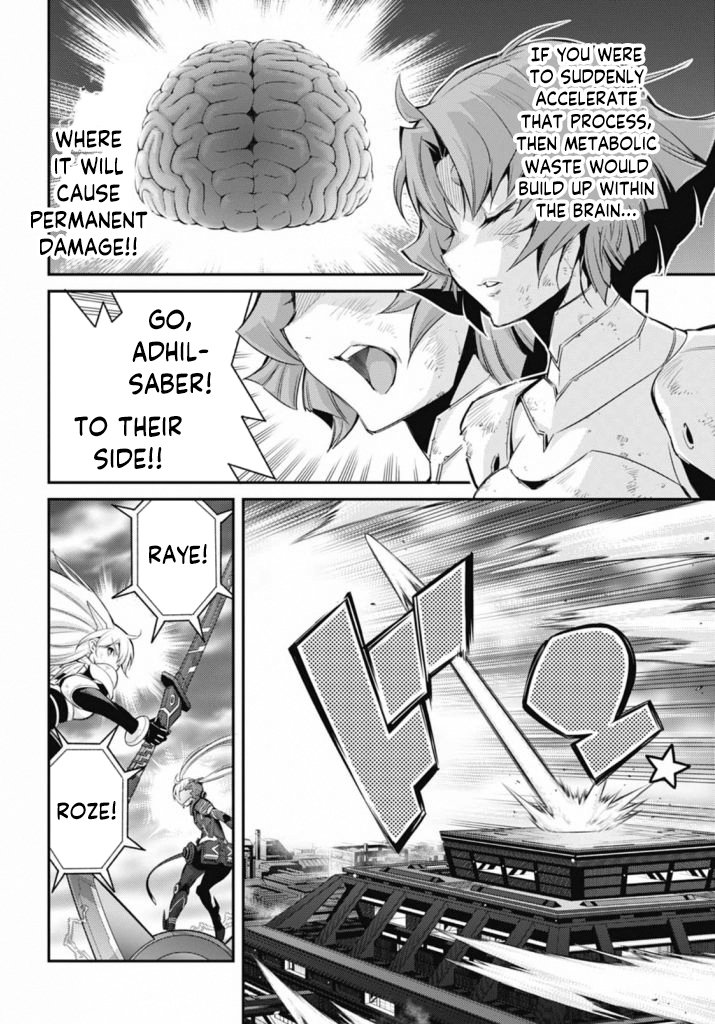 IF YOU WERE
TO SUDDENLY
ACCELERATE
THAT PROCESS,
THEN METABOLIC
WASTE WOULD
BUILD UP WITHIN
THE BRAIN...
WHERE
IT WILL
CAUSE
PERMANENT
DAMAGE!!
GO,
ADHIL-
SABER!
TO THEIR
SIDE!!
RAYE!
ROZE!